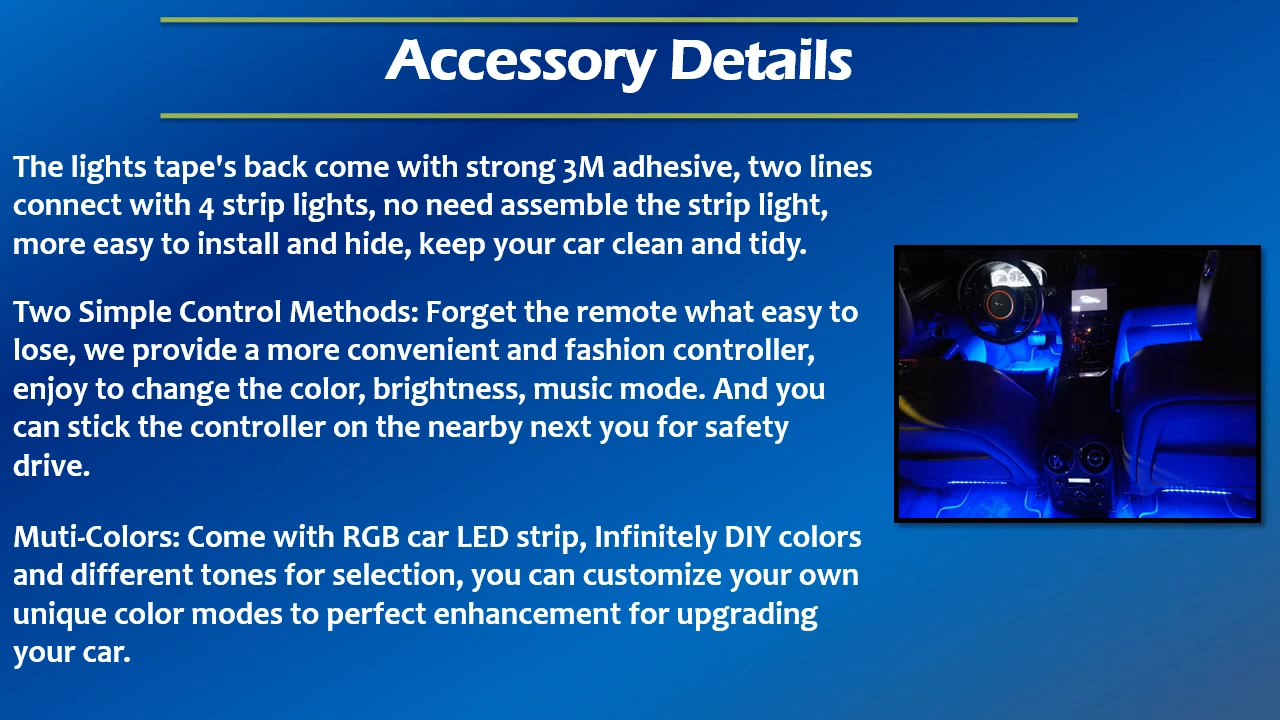 Accessory Details
The lights tape's back come with strong 3M adhesive, two lines
connect with 4 strip lights, no need assemble the strip light,
more easy to install and hide, keep your car clean and tidy.
Two Simple Control Methods: Forget the remote what easy to
lose, we provide a more convenient and fashion controller,
enjoy to change the color, brightness, music mode. And you
can stick the controller on the nearby next you for safety
drive.
Muti-Colors: Come with RGB car LED strip, Infinitely DIY colors
and different tones for selection, you can customize your own
unique color modes to perfect enhancement for upgrading
your car.